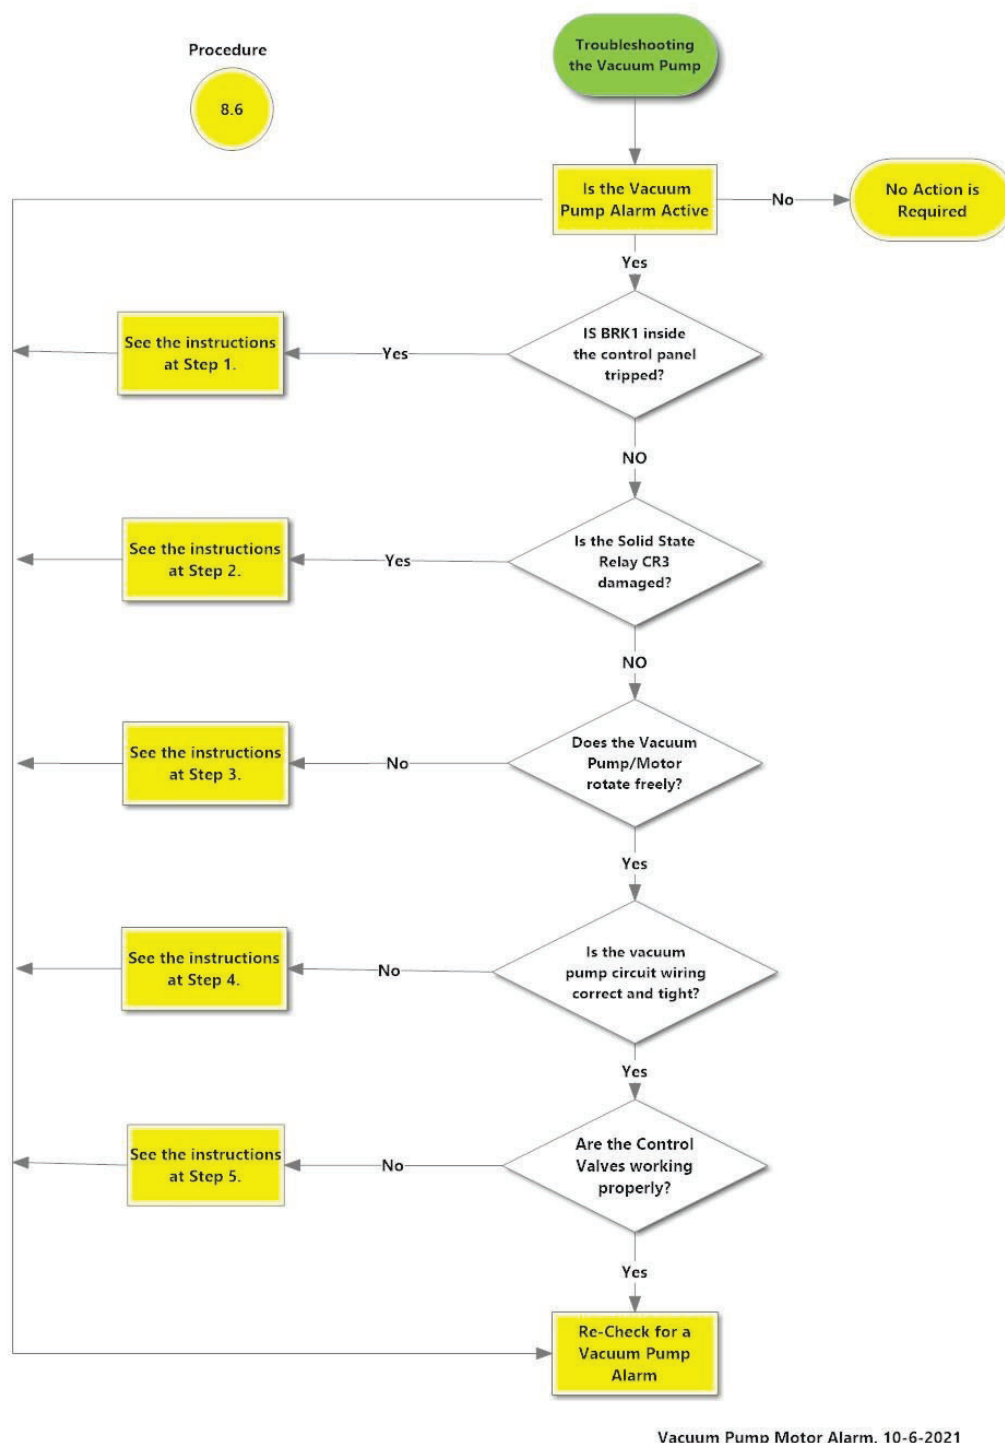 Troubleshooting
the Vacuum Pump
Procedure
8.6
Is the Vacuum
Pump Alarm Active
No
No Action is
Required
Yes
IS BRK1 inside
the control panel
tripped?
Yes
See the instructions
at Step 1.
NO
Is the Solid State
Relay CR3
damaged?
Yes
See the instructions
at Step 2.
NO
Does the Vacuum
Pump/Motor
rotate freely?
No
See the instructions
at Step 3.
Yes
Is the vacuum
pump circuit wiring
correct and tight?
No
See the instructions
at Step 4.
Yes
Are the Control
Valves working
properly?
No
See the instructions
at Step 5.
Yes
Re-Check for a
Vacuum Pump
Alarm
Vacuum Pump Motor Alarm, 10-6-2021